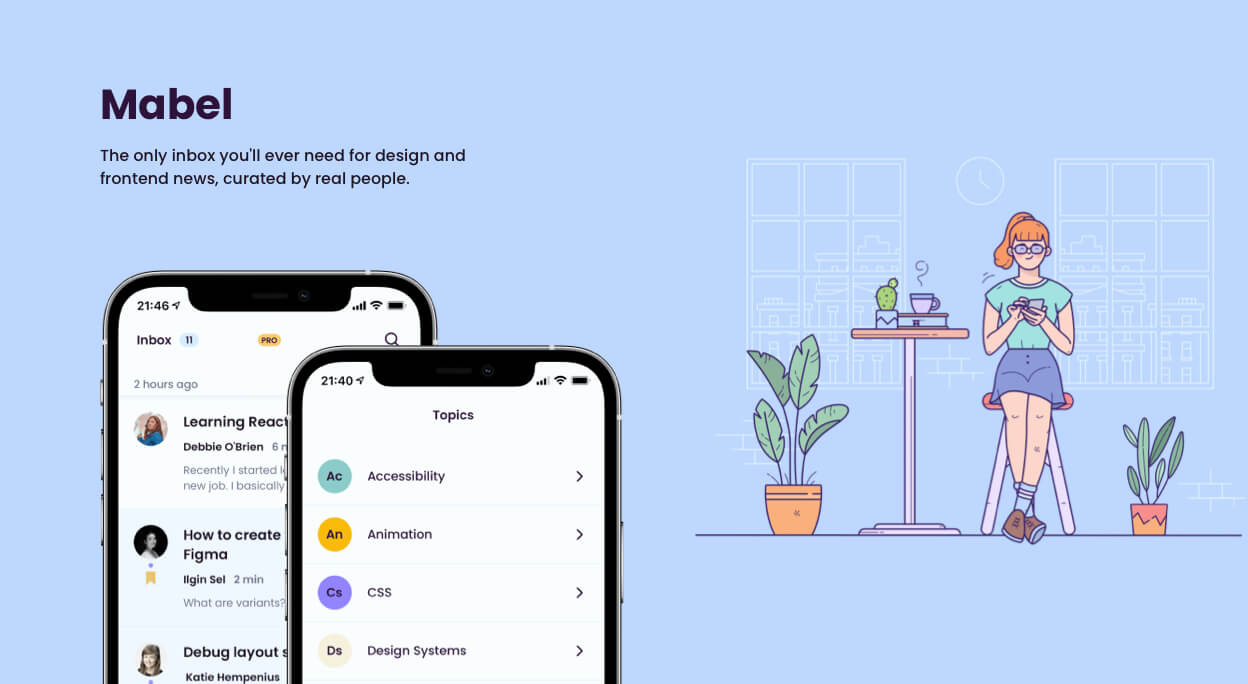 Mabel
The only inbox you'll ever need for design and
frontend news, curated by real people.
21:46
Inbox 11 PRO
2 hours ago
Learning React
Debbie O'Brien 6
Recently I started
new job. I basically
How to create
Figma
Ilgin Sel 2 min
What are variants?
Debug layout
Katie Hempenius
21:40
Topics
Ac Accessibility
An Animation
Cs CSS
Ds Design Systems